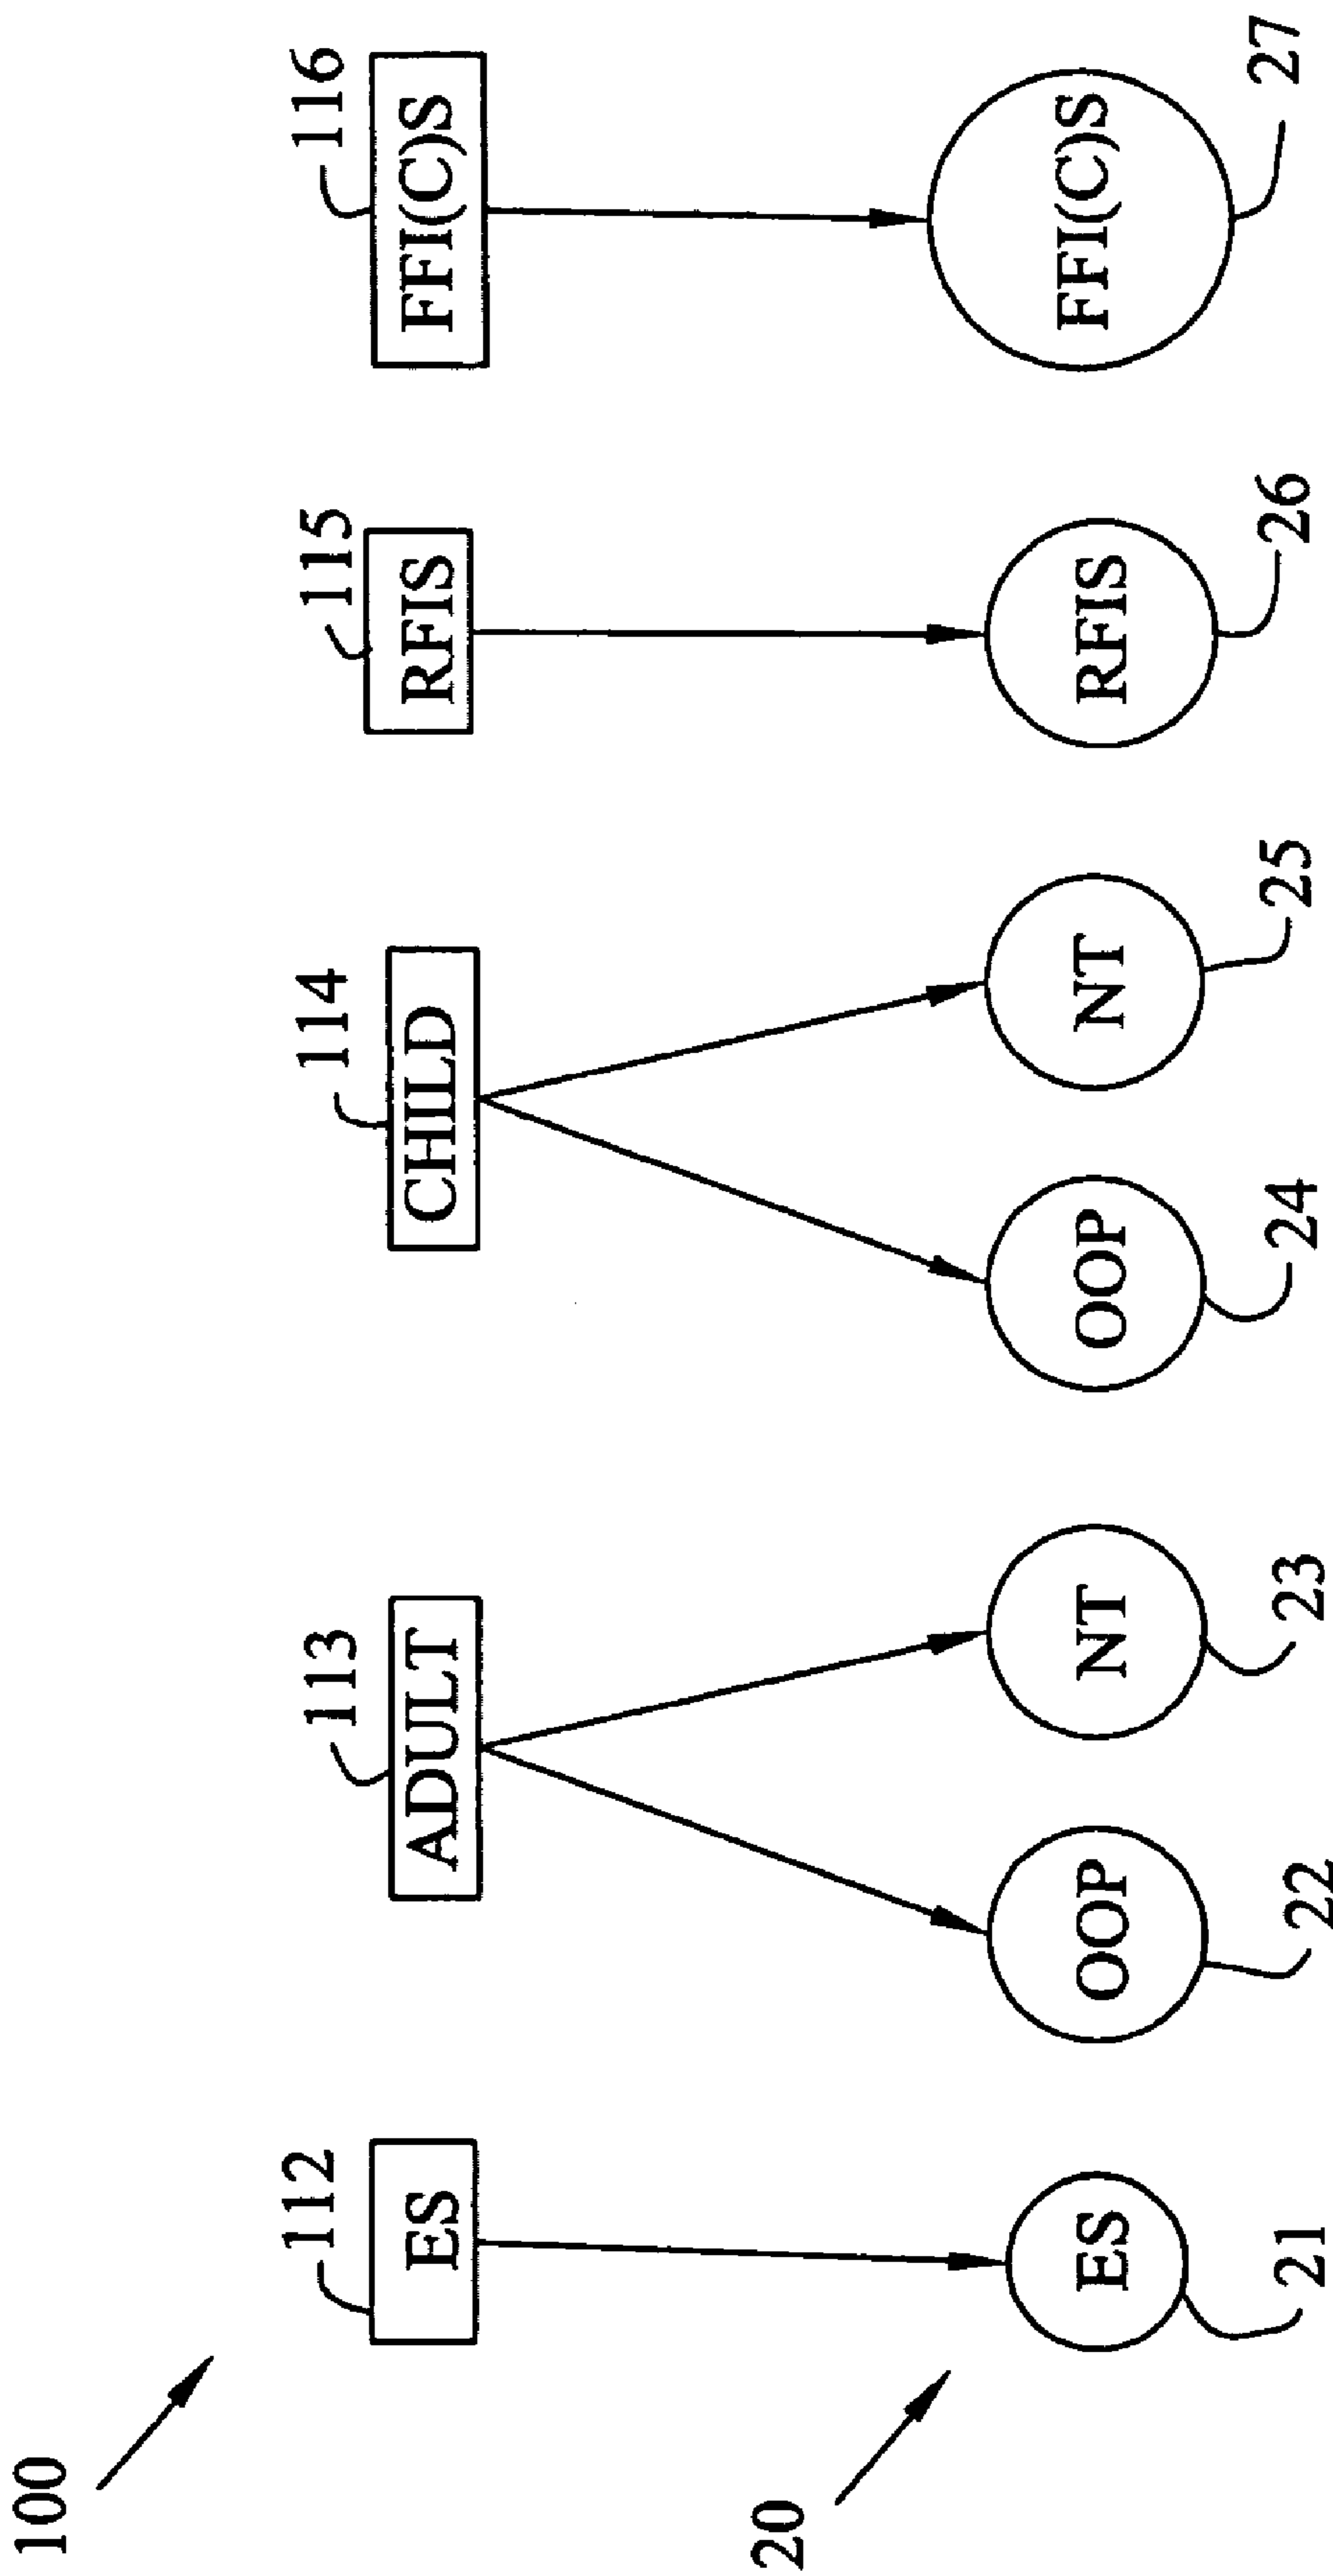 100
112
113
114
115
116
ES
ADULT
CHILD
RFIS
FFI(C)S
20
ES
OOP
NT
OOP
NT
RFIS
FFI(C)S
21
22
23
24
25
26
27